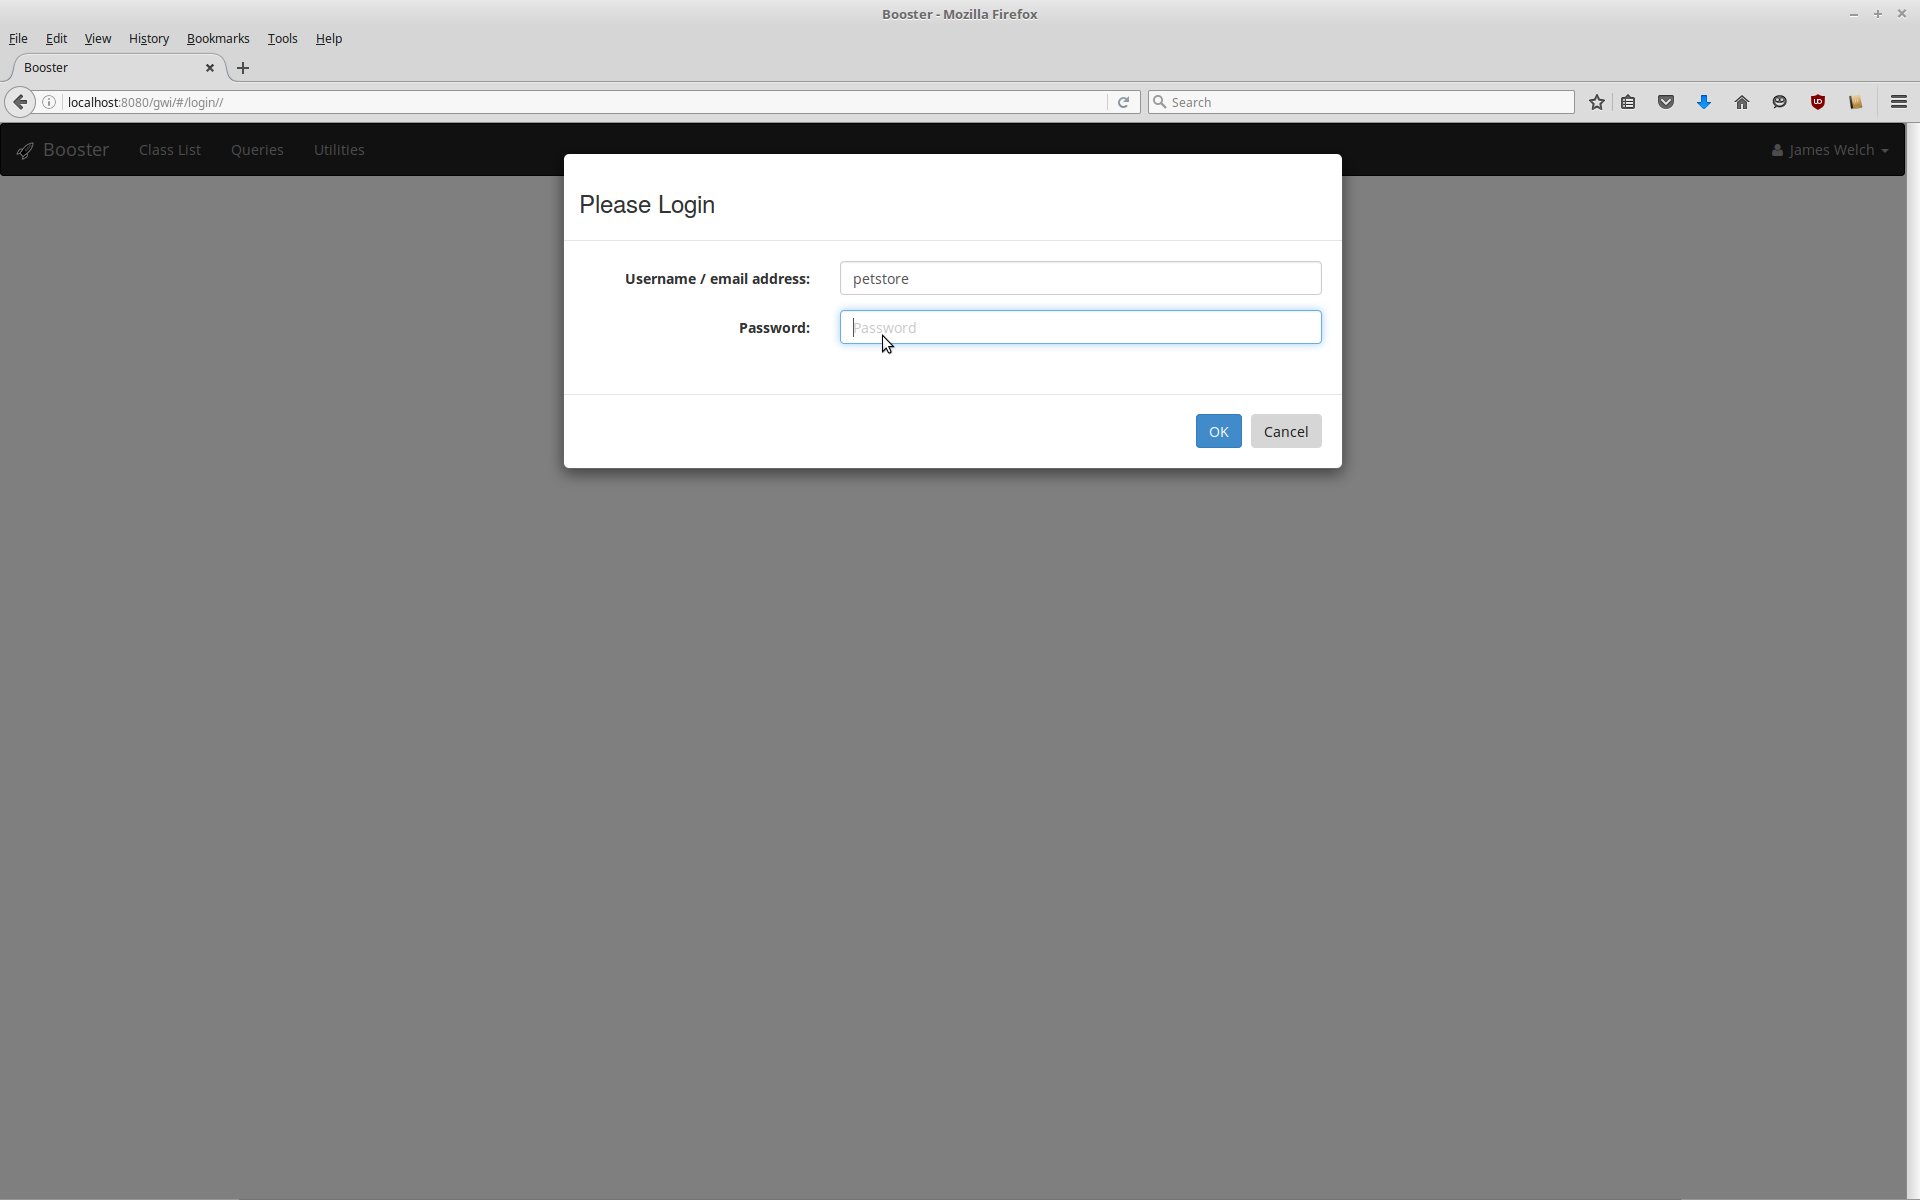 Booster - Mozilla Firefox
File Edit View History Bookmarks Tools Help
Booster
localhost:8080/gwi/#/login//
Search
Booster Class List Queries Utilities James Welch
Please Login
Username / email address: petstore
Password: Password
OK Cancel